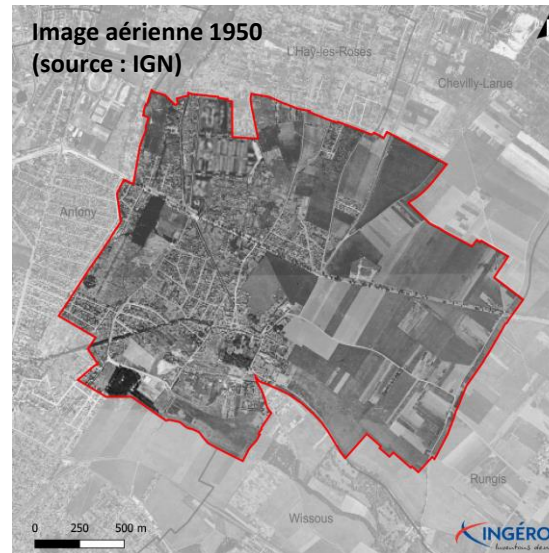 Image aérienne 1950
(source : IGN)
L'Haÿ-les-Roses
Chevilly-Larue
Antony
Rungis
Wissous
0 250 500 m
INGÉRO